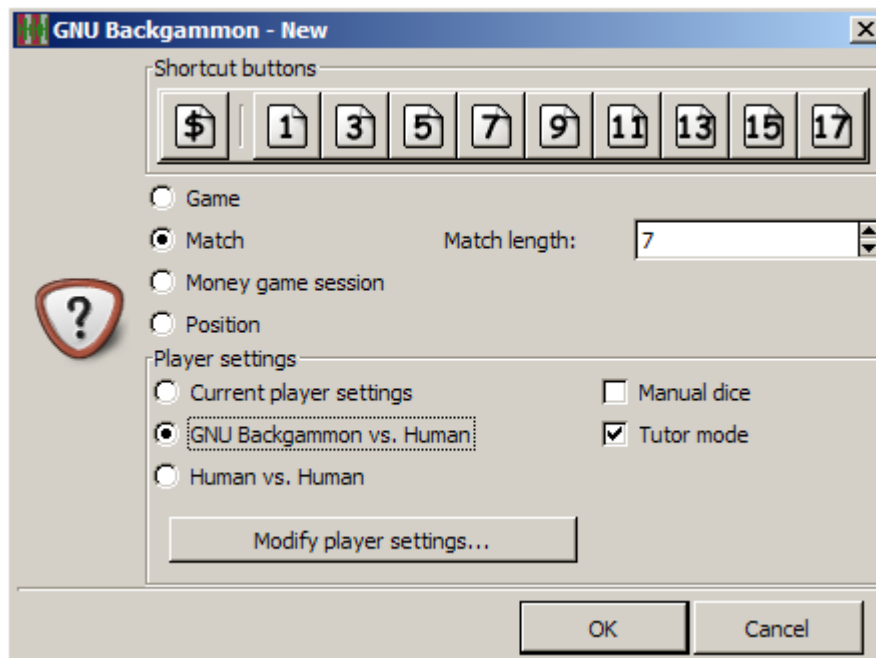 GNU Backgammon - New
Shortcut buttons
$ 1 3 5 7 9 11 13 15 17
Game
Match Match length: 7
Money game session
Position
Player settings
Current player settings Manual dice
GNU Backgammon vs. Human Tutor mode
Human vs. Human
Modify player settings...
OK Cancel